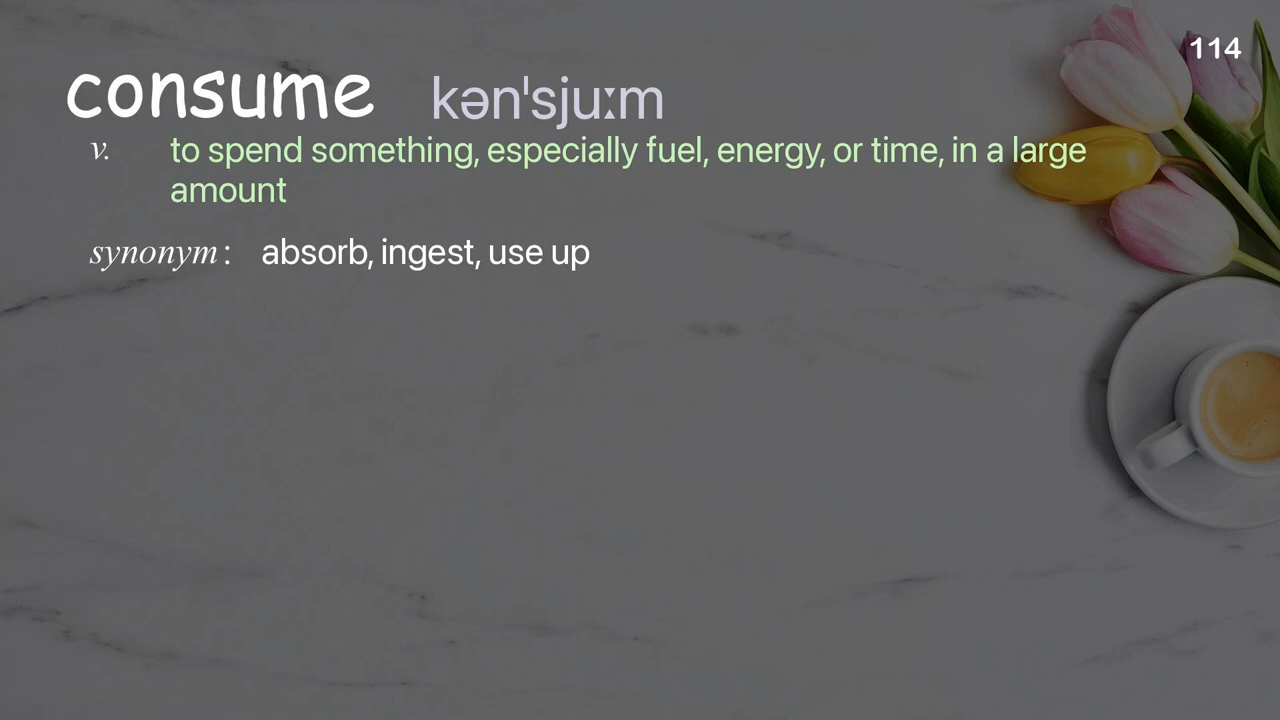 114
consume kən'sjuːm
v. to spend something, especially fuel, energy, or time, in a large
amount
synonym : absorb, ingest, use up